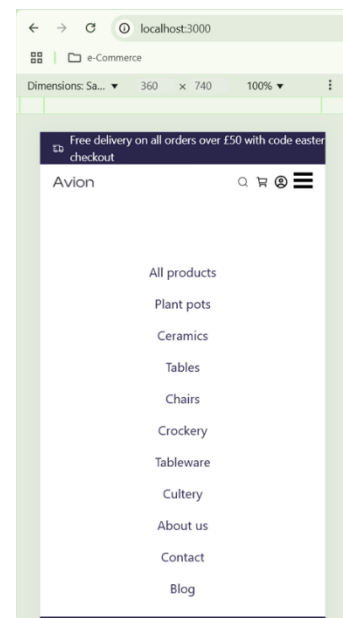 localhost:3000
e-Commerce
Dimensions: Sa... ▼ 360 × 740 100% ▼
Free delivery on all orders over £50 with code easter
checkout
Avion
All products
Plant pots
Ceramics
Tables
Chairs
Crockery
Tableware
Cultery
About us
Contact
Blog